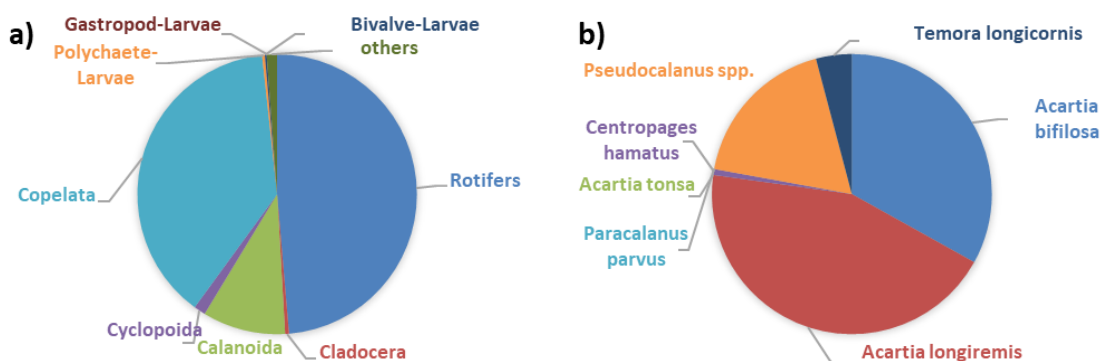 a)
Gastropod-Larvae
Bivalve-Larvae
others
Polychaete-
Larvae
Copelata
Rotifers
Cyclopoida
Calanoida
Cladocera
b)
Temora longicornis
Pseudocalanus spp.
Acartia
bifilosa
Centropages
hamatus
Acartia tonsa
Paracalanus
parvus
Acartia longiremis